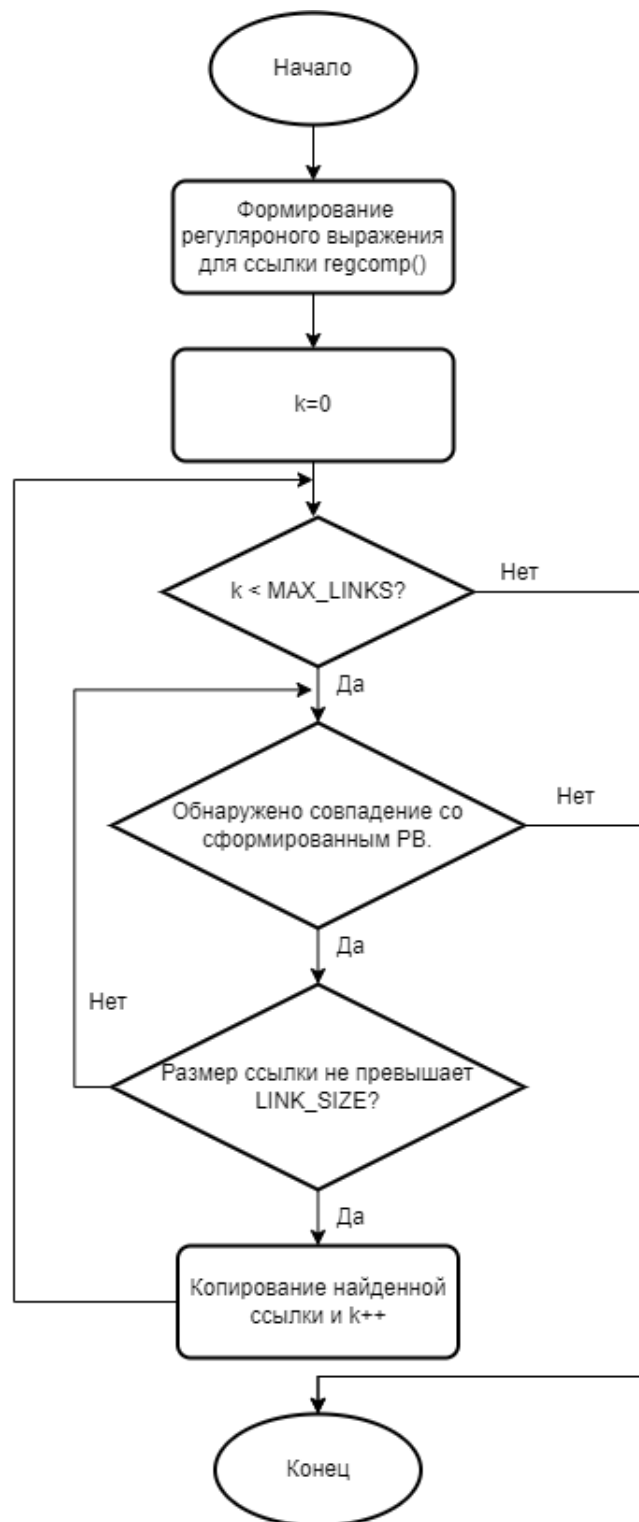 Начало
Формирование
регуляроного выражения
для ссылки regcomp()
k=0
k < MAX_LINKS?
Нет
Да
Обнаружено совпадение со
сформированным РВ.
Нет
Да
Нет
Размер ссылки не превышает
LINK_SIZE?
Да
Копирование найденной
ссылки и k++
Конец